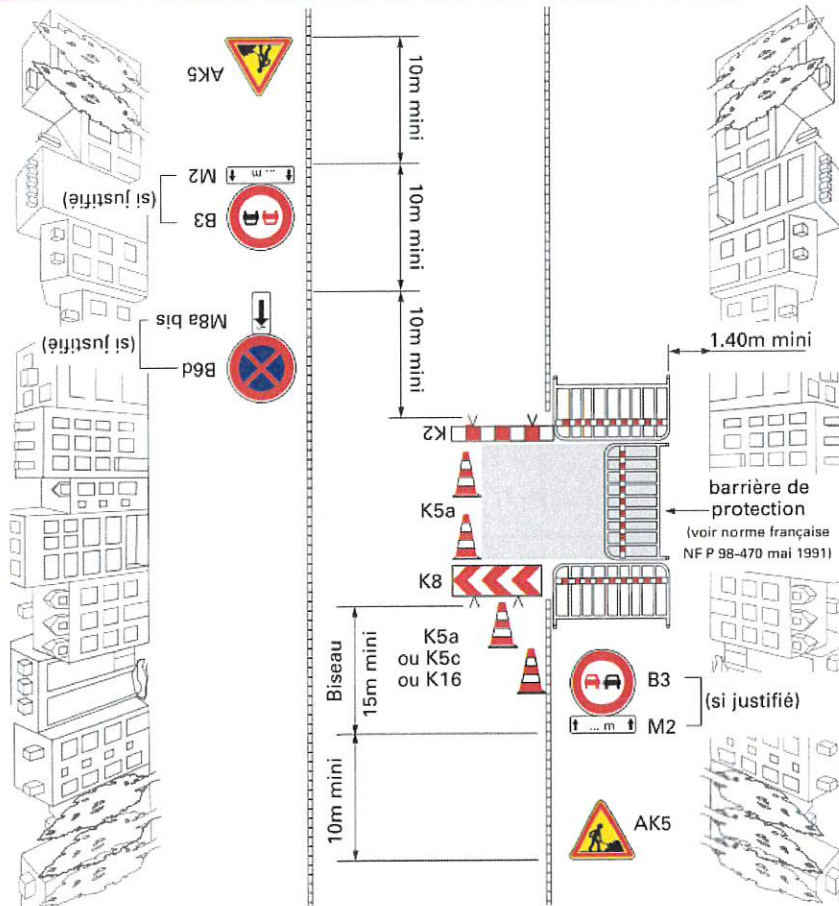 AK5
10m mini
M2
... m
(si justifié)
B3
10m mini
M8a bis
(si justifié)
B6d
10m mini
1.40m mini
K2
K5a
barrière de
protection
(voir norme française
NF P 98-470 mai 1991)
K8
Biseau
15m mini
K5a
ou K5c
ou K16
B3
(si justifié)
... m
M2
10m mini
AK5